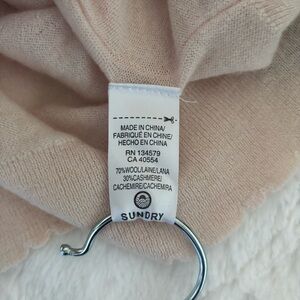 MADE IN CHINA/
FABRIQUÉ EN CHINE/
HECHO EN CHINA
RN 134579
CA 40554
70%WOOL/LAINE/LANA
30%CASHMERE/
CACHEMIRE/CACHEMIRA
SUNDRY